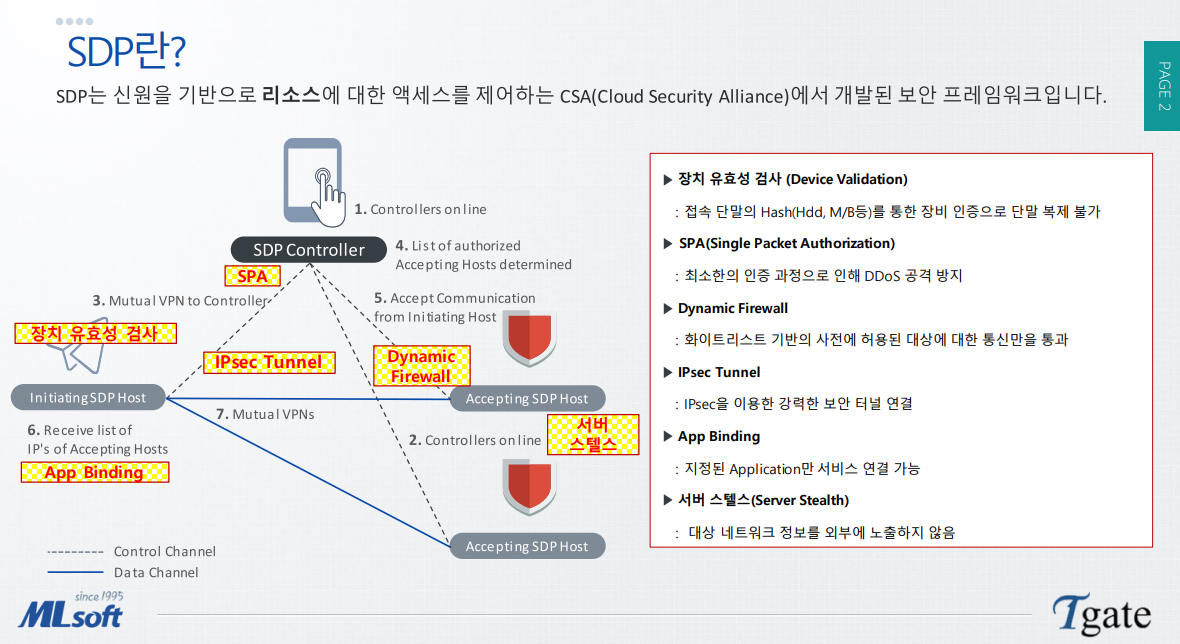 SDP란?
PAGE 2
SDP는 신원을 기반으로 리소스에 대한 액세스를 제어하는 CSA(Cloud Security Alliance)에서 개발된 보안 프레임워크입니다.
1. Controllers on line
SDP Controller
4. List of authorized
Accepting Hosts determined
SPA
3. Mutual VPN to Controller
5. Accept Communication
from Initiating Host
장치 유효성 검사
IPsec Tunnel
Dynamic
Firewall
Initiating SDP Host
Accepting SDP Host
7. Mutual VPNs
6. Receive list of
IP's of Accepting Hosts
App Binding
2. Controllers on line
서버
스텔스
Accepting SDP Host
Control Channel
Data Channel
▶ 장치 유효성 검사 (Device Validation)
: 접속 단말의 Hash(Hdd, M/B등)를 통한 장비 인증으로 단말 복제 불가
▶ SPA(Single Packet Authorization)
: 최소한의 인증 과정으로 인해 DDoS 공격 방지
▶ Dynamic Firewall
: 화이트리스트 기반의 사전에 허용된 대상에 대한 통신만을 통과
▶ IPsec Tunnel
: IPsec을 이용한 강력한 보안 터널 연결
▶ App Binding
: 지정된 Application만 서비스 연결 가능
▶ 서버 스텔스(Server Stealth)
: 대상 네트워크 정보를 외부에 노출하지 않음
since 1995
MLsoft
Tgate